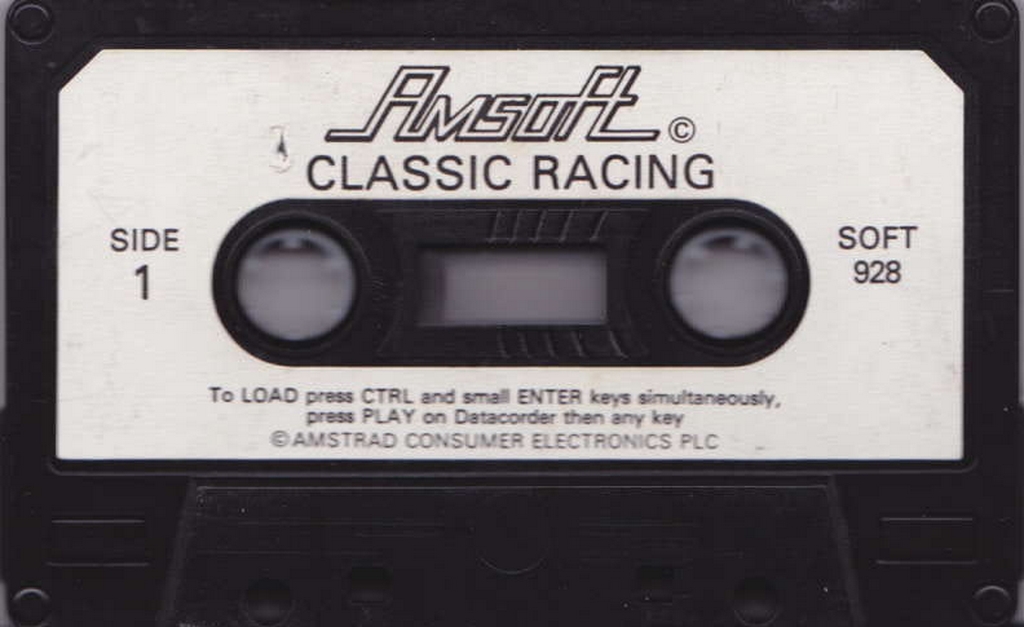 Amsoft ©
CLASSIC RACING
SIDE
1
SOFT
928
To LOAD press CTRL and small ENTER keys simultaneously,
press PLAY on Datacorder then any key
© AMSTRAD CONSUMER ELECTRONICS PLC